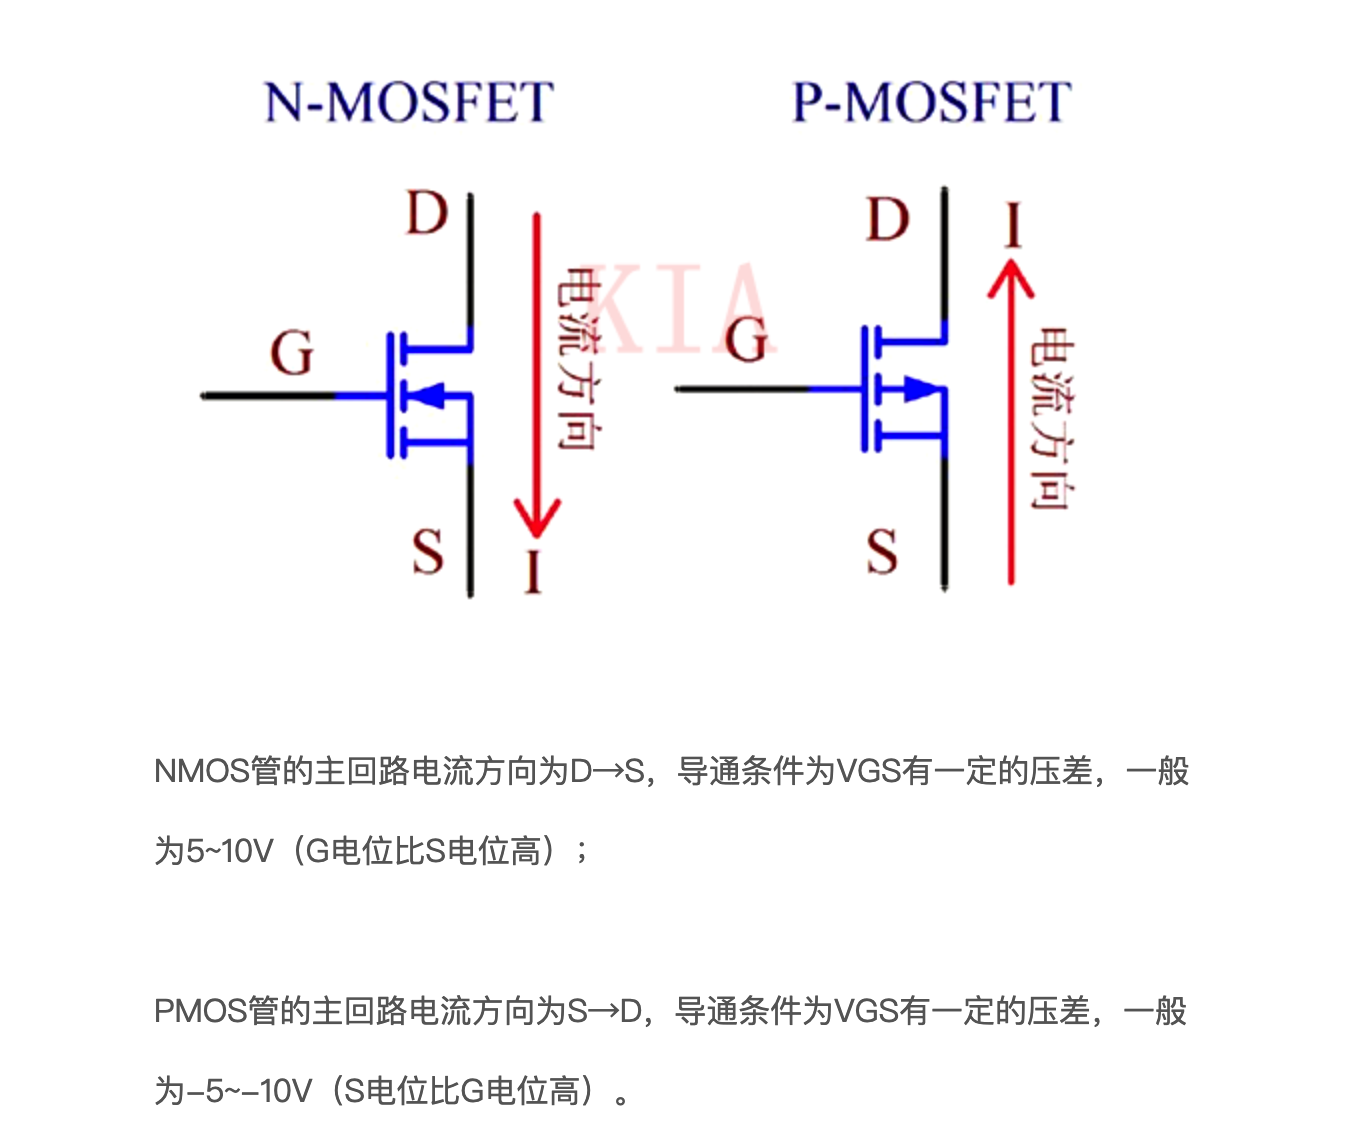 N-MOSFET
P-MOSFET
D
G
S
I
电流方向
KIA
D
G
S
I
电流方向
NMOS管的主回路电流方向为D→S，导通条件为VGS有一定的压差，一般
为5~10V（G电位比S电位高）；
PMOS管的主回路电流方向为S→D，导通条件为VGS有一定的压差，一般
为-5~-10V（S电位比G电位高）。